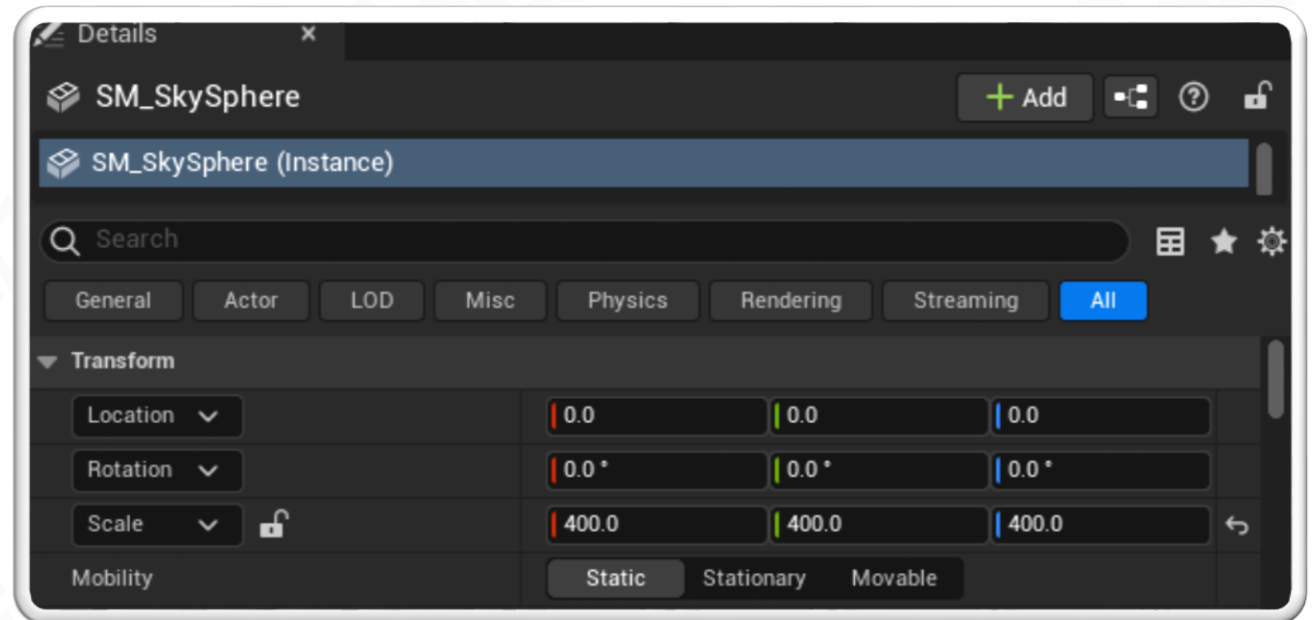 Details
SM_SkySphere
Add
SM_SkySphere (Instance)
Search
General Actor LOD Misc Physics Rendering Streaming All
Transform
Location 0.0 0.0 0.0
Rotation 0.0 ° 0.0 ° 0.0 °
Scale 400.0 400.0 400.0
Mobility Static Stationary Movable